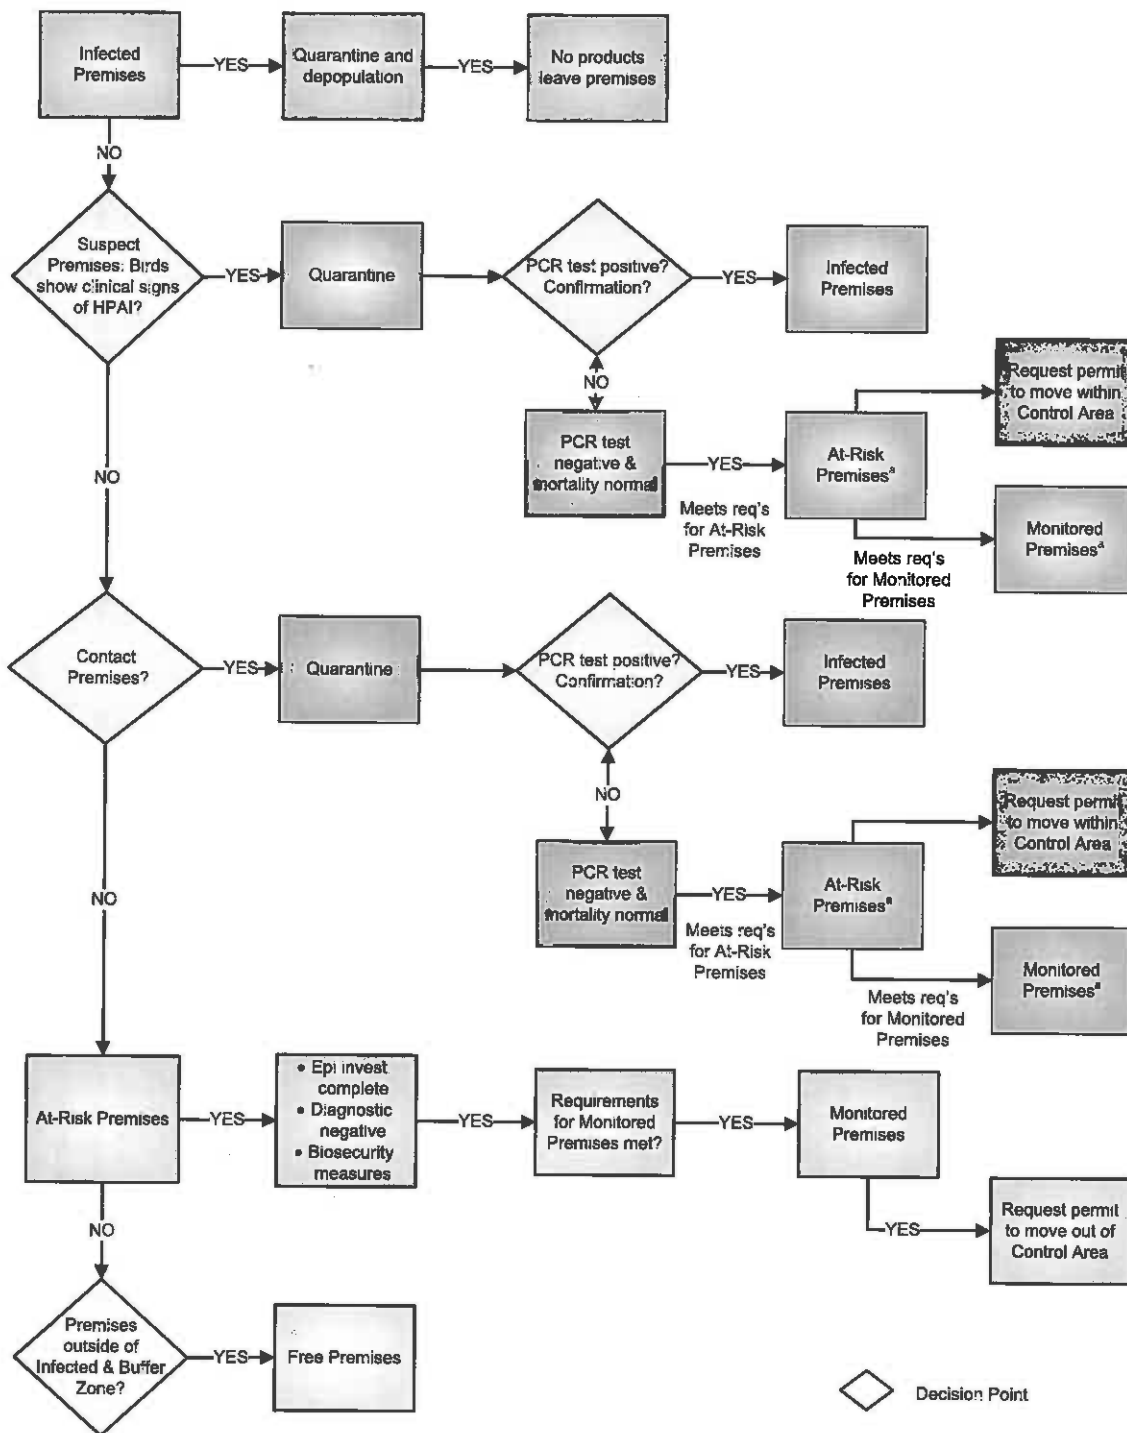 Infected
Premises
YES
Quarantine and
depopulation
YES
No products
leave premises
NO
Suspect
Premises: Birds
show clinical signs
of HPAI?
YES
Quarantine
PCR test positive?
Confirmation?
YES
Infected
Premises
NO
Request permit
to move within
Control Area
PCR test
negative &
mortality normal
YES
Meets req's
for At-Risk
Premises
At-Risk
Premisesª
Meets req's
for Monitored
Premises
Monitored
Premisesª
NO
Contact
Premises?
YES
Quarantine
PCR test positive?
Confirmation?
YES
Infected
Premises
NO
Request permit
to move within
Control Area
PCR test
negative &
mortality normal
YES
Meets req's
for At-Risk
Premises
At-Risk
Premisesª
Meets req's
for Monitored
Premises
Monitored
Premisesª
NO
At-Risk Premises
YES
• Epi invest
complete
• Diagnostic
negative
• Biosecurity
measures
YES
Requirements
for Monitored
Premises met?
YES
Monitored
Premises
YES
Request permit
to move out of
Control Area
NO
Premises
outside of
Infected & Buffer
Zone?
YES
Free Premises
Decision Point